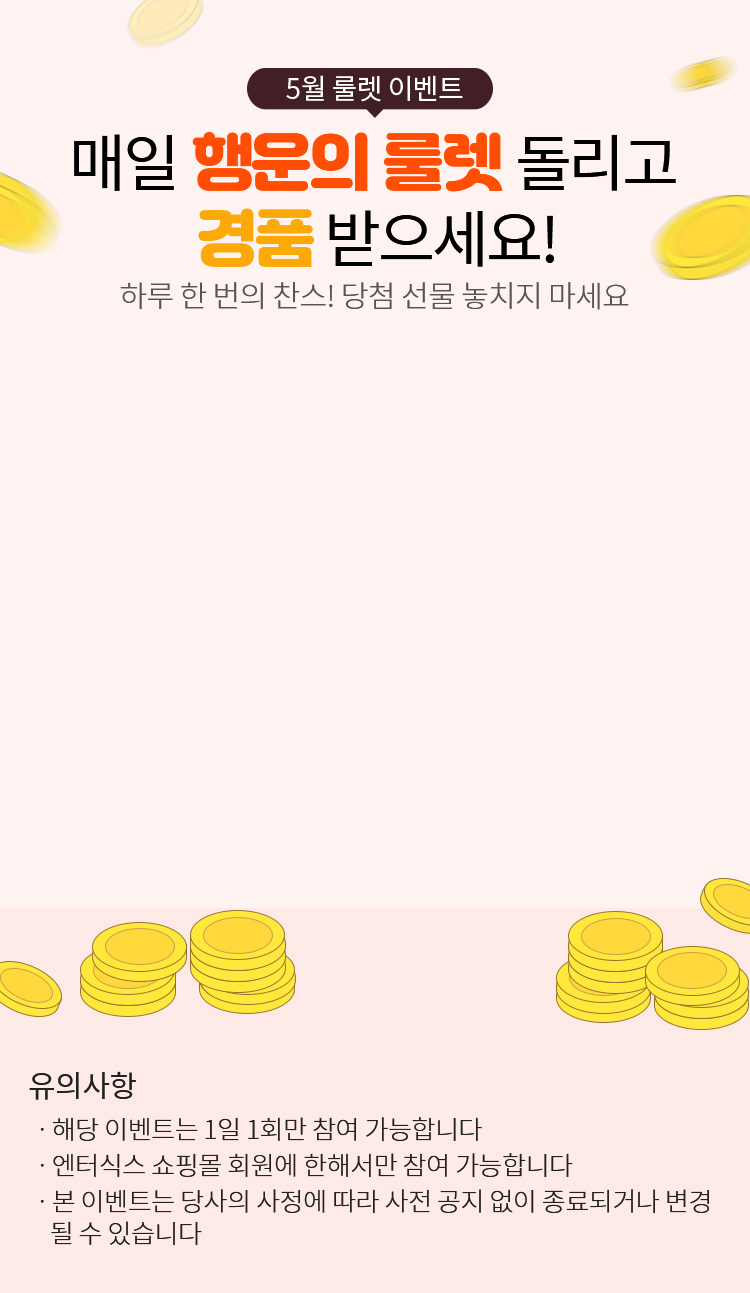 5월 룰렛 이벤트
매일 행운의 룰렛 돌리고
경품 받으세요!
하루 한 번의 찬스! 당첨 선물 놓치지 마세요
유의사항
· 해당 이벤트는 1일 1회만 참여 가능합니다
· 엔터식스 쇼핑몰 회원에 한해서만 참여 가능합니다
· 본 이벤트는 당사의 사정에 따라 사전 공지 없이 종료되거나 변경
될 수 있습니다